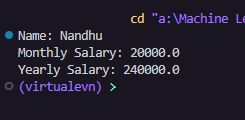 cd "a:\Machine Le
Name: Nandhu
Monthly Salary: 20000.0
Yearly Salary: 240000.0
(virtualevn) >